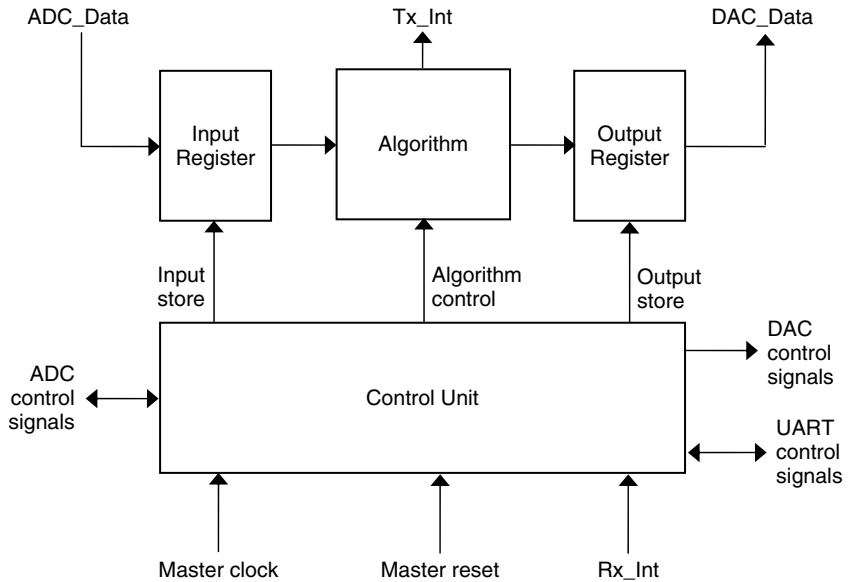 ADC_Data
Tx_Int
DAC_Data
Input
Register
Algorithm
Output
Register
Input
store
Algorithm
control
Output
store
ADC
control
signals
Control Unit
DAC
control
signals
UART
control
signals
Master clock
Master reset
Rx_Int